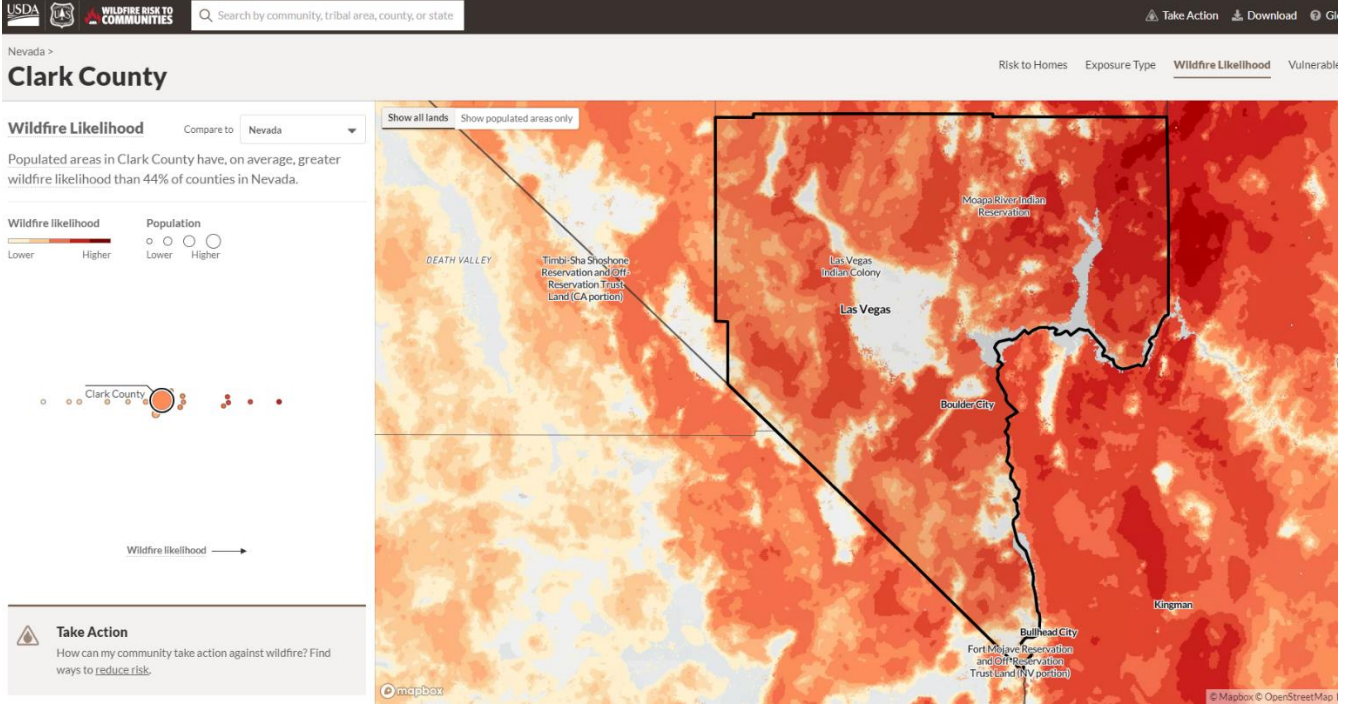 USDA
WILDFIRE RISK TO
COMMUNITIES
Search by community, tribal area, county, or state
Take Action
Download
Nevada >
Clark County
Risk to Homes
Exposure Type
Wildfire Likelihood
Vulnerable
Wildfire Likelihood
Compare to
Nevada
Populated areas in Clark County have, on average, greater
wildfire likelihood than 44% of counties in Nevada.
Wildfire likelihood
Population
Lower
Higher
Lower
Higher
Clark County
Wildfire likelihood
Take Action
How can my community take action against wildfire? Find
ways to reduce risk.
Show all lands
Show populated areas only
Moapa River Indian
Reservation
DEATH VALLEY
Timbi-Sha Shoshone
Reservation and Off-
Reservation Trust
Land (CA portion)
Las Vegas
Indian Colony
Las Vegas
Boulder City
Kingman
Bullhead City
Fort Mojave Reservation
and Off-Reservation
Trust Land (NV portion)
mapbox
© Mapbox © OpenStreetMap